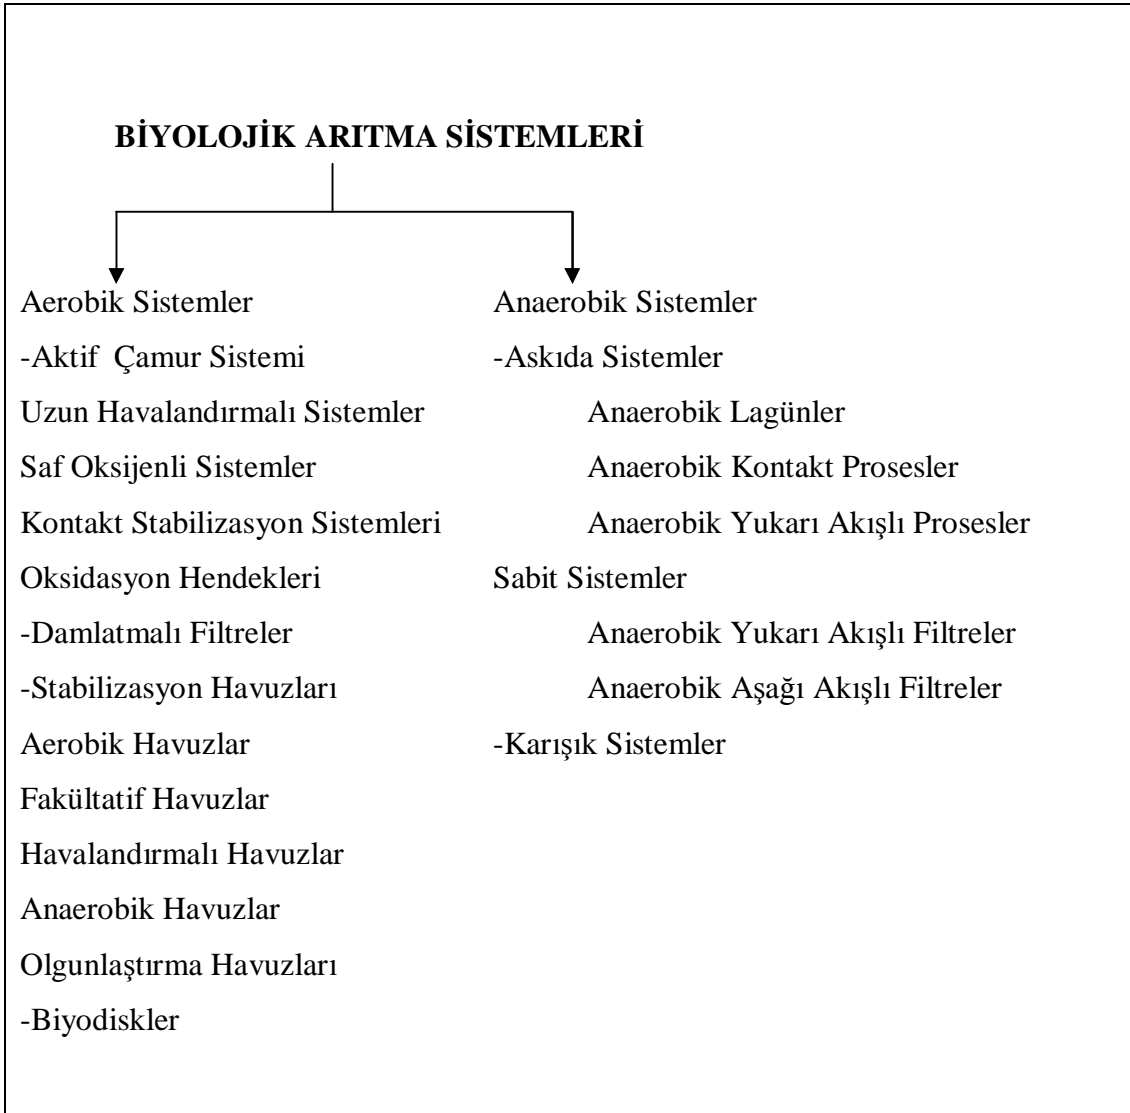 BİYOLOJİK ARITMA SİSTEMLERİ
Aerobik Sistemler
-Aktif Çamur Sistemi
Uzun Havalandırmalı Sistemler
Saf Oksijenli Sistemler
Kontakt Stabilizasyon Sistemleri
Oksidasyon Hendekleri
-Damlatmalı Filtreler
-Stabilizasyon Havuzları
Aerobik Havuzlar
Fakültatif Havuzlar
Havalandırmalı Havuzlar
Anaerobik Havuzlar
Olgunlaştırma Havuzları
-Biyodiskler
Anaerobik Sistemler
-Askıda Sistemler
Anaerobik Lagünler
Anaerobik Kontakt Prosesler
Anaerobik Yukarı Akışlı Prosesler
Sabit Sistemler
Anaerobik Yukarı Akışlı Filtreler
Anaerobik Aşağı Akışlı Filtreler
-Karışık Sistemler